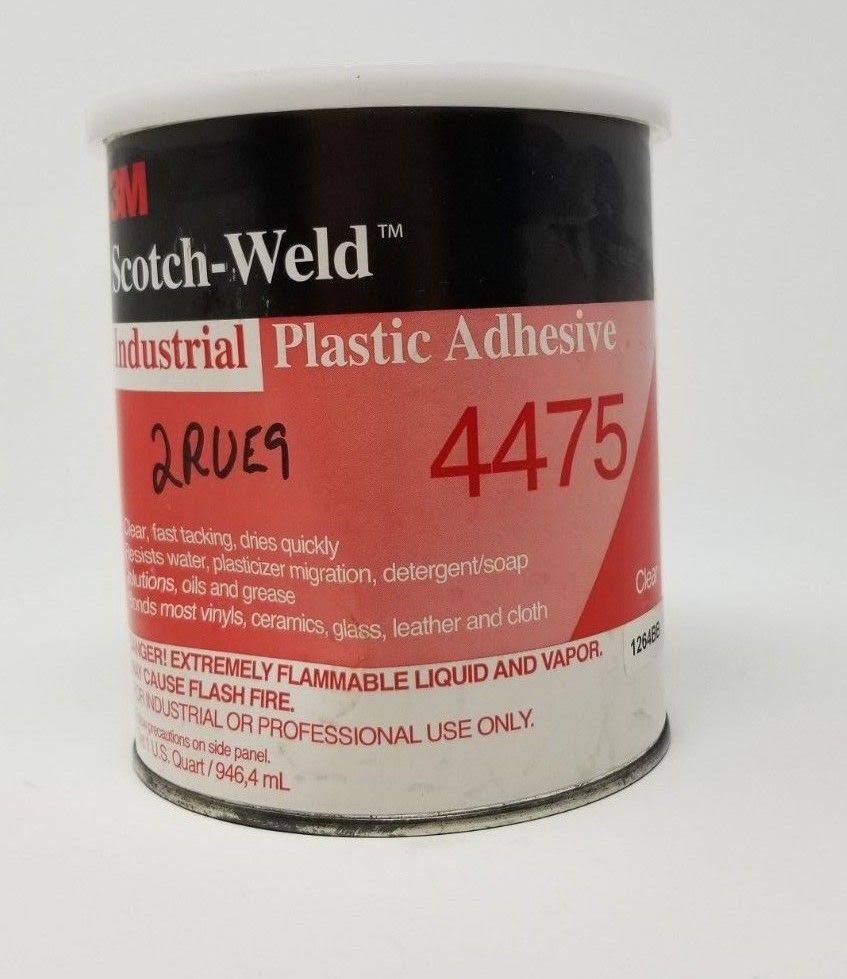 3M
Scotch-Weld™
Industrial Plastic Adhesive
2RUE9
4475
Clear, fast tacking, dries quickly
Resists water, plasticizer migration, detergent/soap
solutions, oils and grease
Bonds most vinyls, ceramics, glass, leather and cloth
Clear
1264BB
DANGER! EXTREMELY FLAMMABLE LIQUID AND VAPOR.
MAY CAUSE FLASH FIRE.
FOR INDUSTRIAL OR PROFESSIONAL USE ONLY.
precautions on side panel.
1 U.S. Quart / 946,4 mL